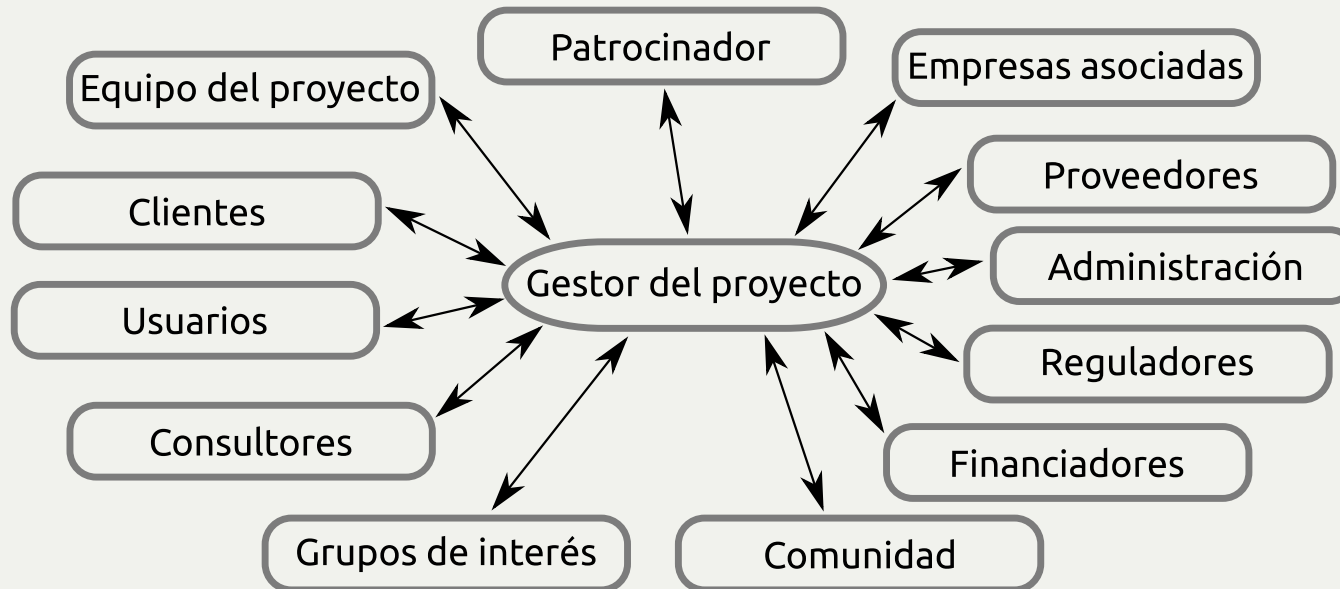 Patrocinador
Empresas asociadas
Equipo del proyecto
Proveedores
Clientes
Administración
Gestor del proyecto
Usuarios
Reguladores
Consultores
Financiadores
Grupos de interés
Comunidad